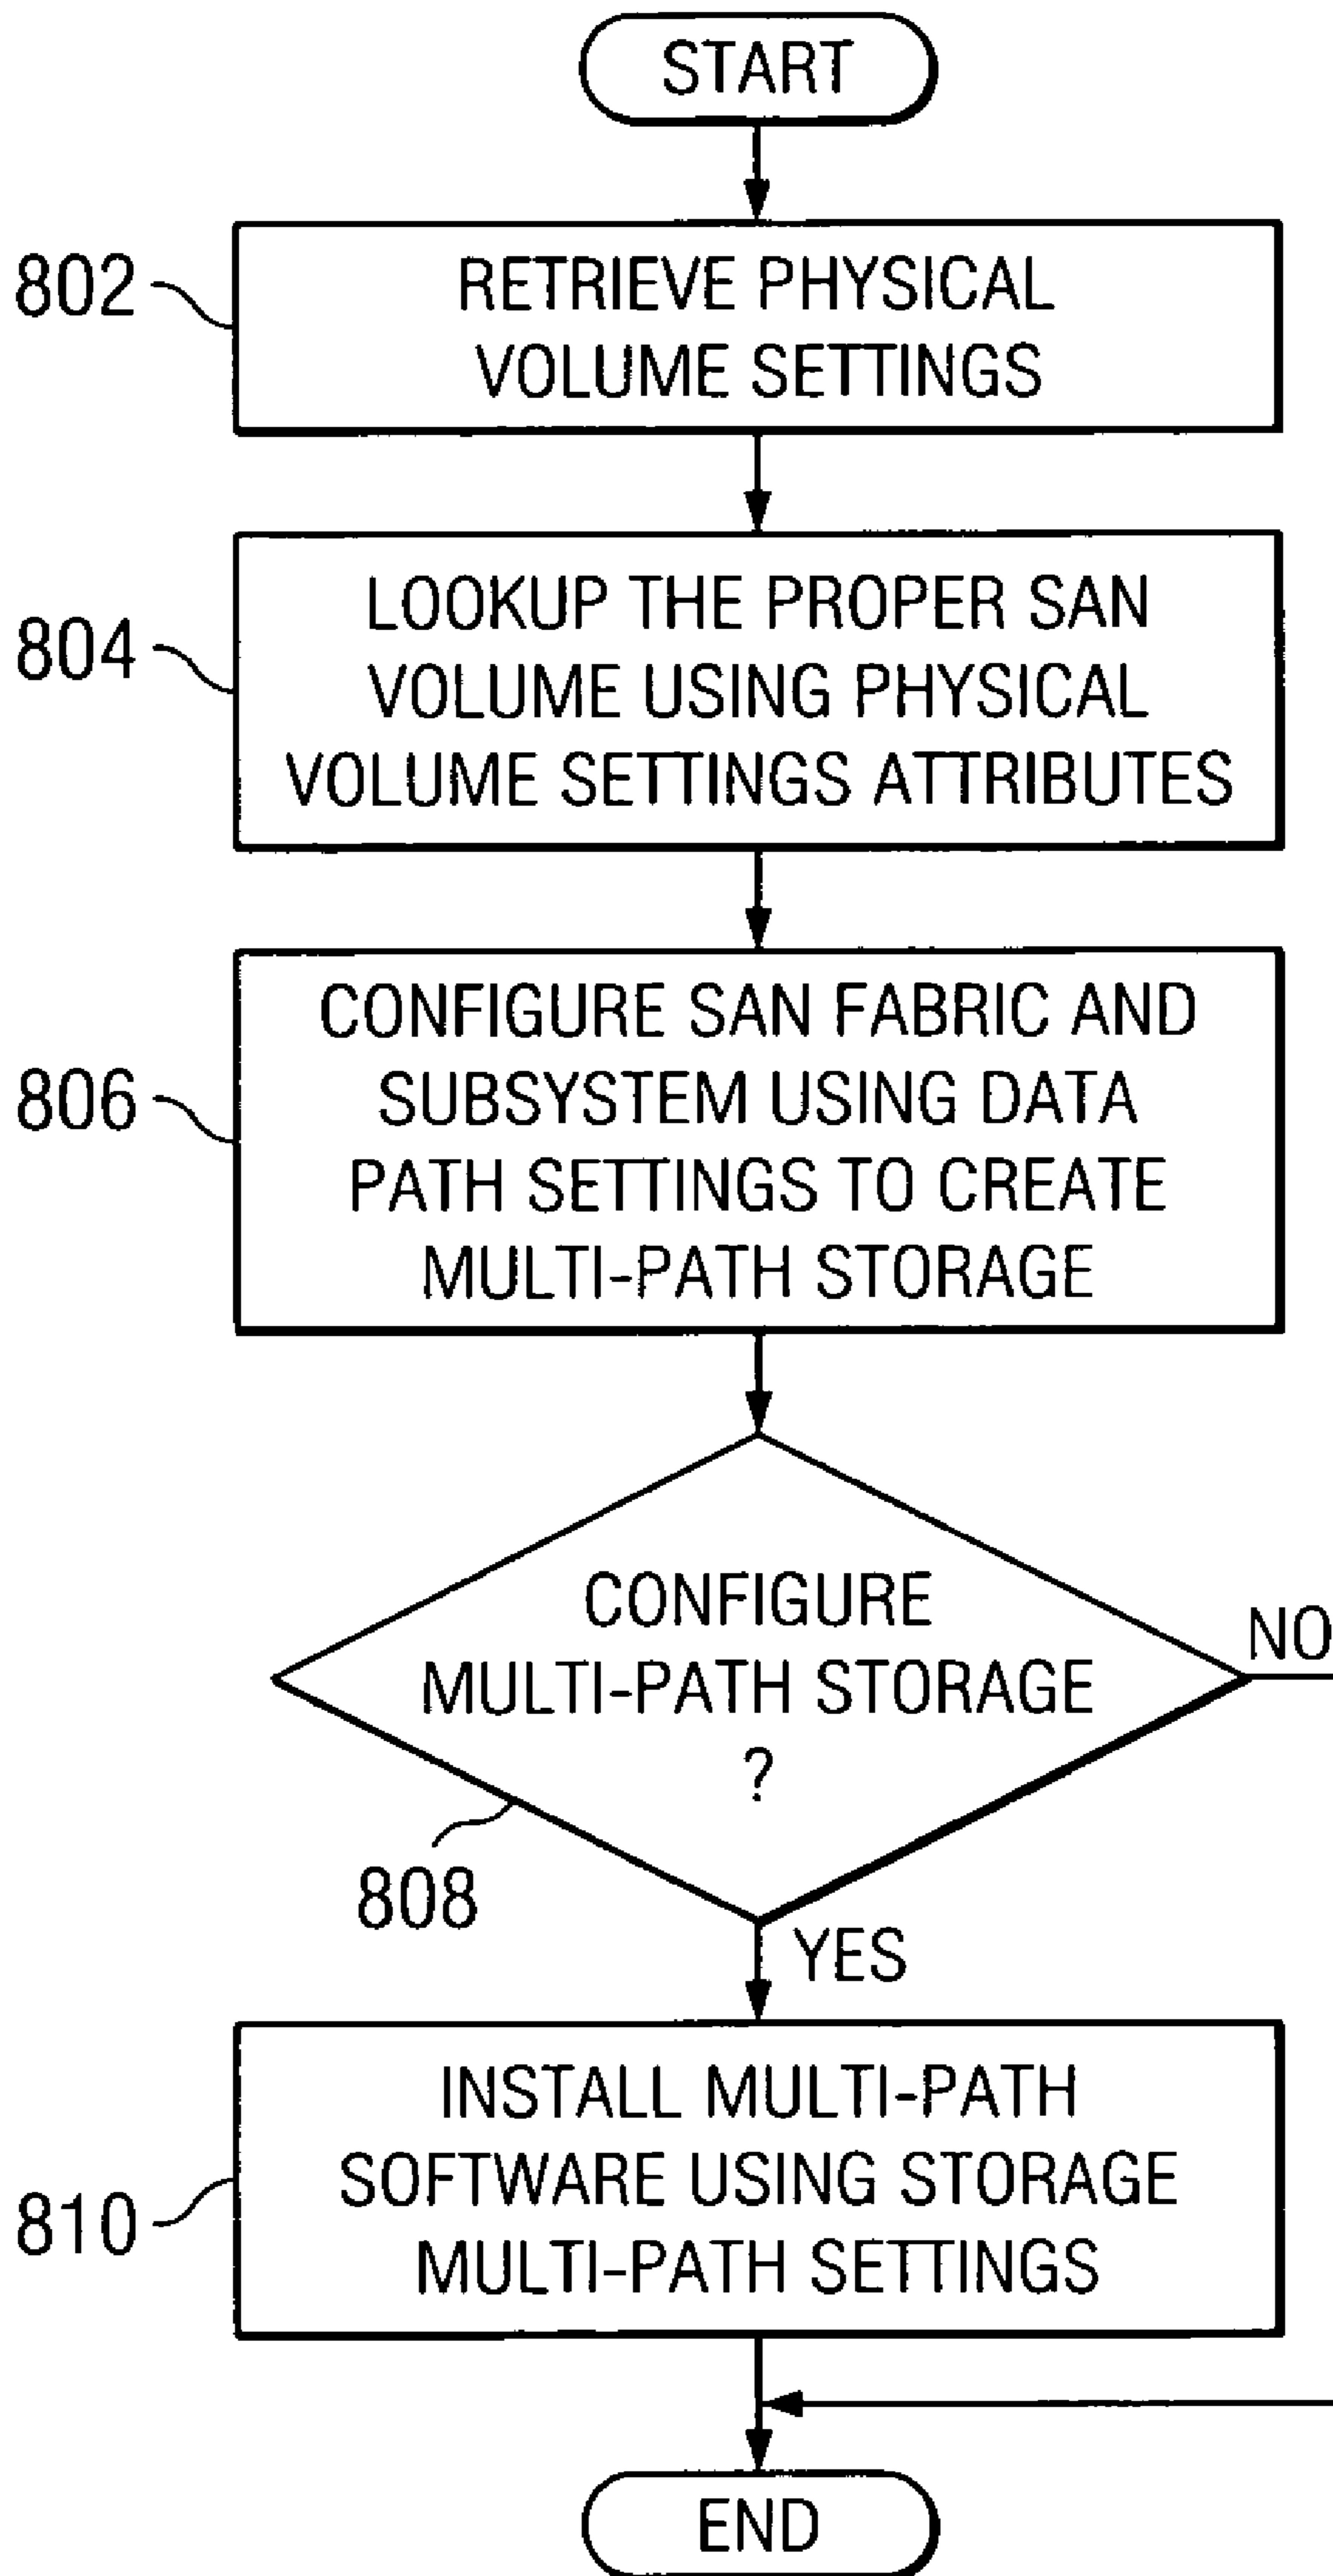 START
802
RETRIEVE PHYSICAL
VOLUME SETTINGS
804
LOOKUP THE PROPER SAN
VOLUME USING PHYSICAL
VOLUME SETTINGS ATTRIBUTES
806
CONFIGURE SAN FABRIC AND
SUBSYSTEM USING DATA
PATH SETTINGS TO CREATE
MULTI-PATH STORAGE
CONFIGURE
MULTI-PATH STORAGE
?
NO
808
YES
810
INSTALL MULTI-PATH
SOFTWARE USING STORAGE
MULTI-PATH SETTINGS
END